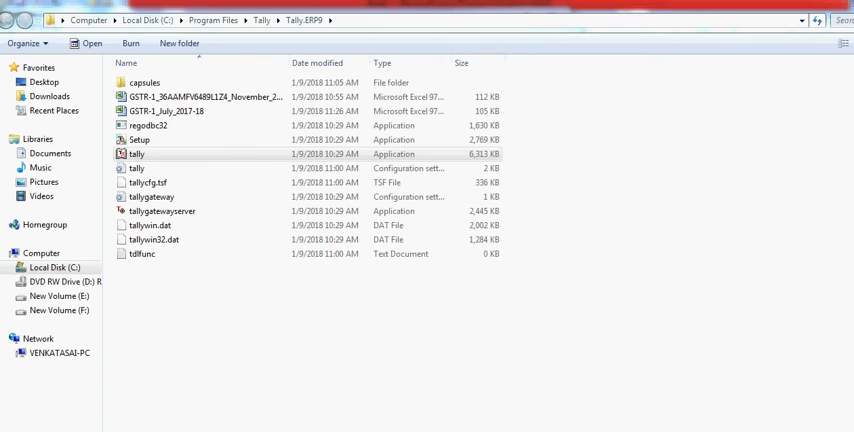 Computer ▸ Local Disk (C:) ▸ Program Files ▸ Tally ▸ Tally.ERP9 ▸
Organize ▾ Open Burn New folder
Name Date modified Type Size
Favorites
Desktop
Downloads
Recent Places
Libraries
Documents
Music
Pictures
Videos
Homegroup
Computer
Local Disk (C:)
DVD RW Drive (D:) R
New Volume (E:)
New Volume (F:)
Network
VENKATASAI-PC
capsules 1/9/2018 11:05 AM File folder
GSTR-1_36AAMFV6489L1Z4_November_2... 1/9/2018 10:55 AM Microsoft Excel 97... 112 KB
GSTR-1_July_2017-18 1/9/2018 11:26 AM Microsoft Excel 97... 105 KB
regodbc32 1/9/2018 10:29 AM Application 1,630 KB
Setup 1/9/2018 10:29 AM Application 2,769 KB
tally 1/9/2018 10:29 AM Application 6,313 KB
tally 1/9/2018 11:00 AM Configuration sett... 2 KB
tallycfg.tsf 1/9/2018 11:00 AM TSF File 336 KB
tallygateway 1/9/2018 10:29 AM Configuration sett... 1 KB
tallygatewayserver 1/9/2018 10:29 AM Application 2,445 KB
tallywin.dat 1/9/2018 10:29 AM DAT File 2,002 KB
tallywin32.dat 1/9/2018 10:29 AM DAT File 1,284 KB
tdlfunc 1/9/2018 11:00 AM Text Document 0 KB